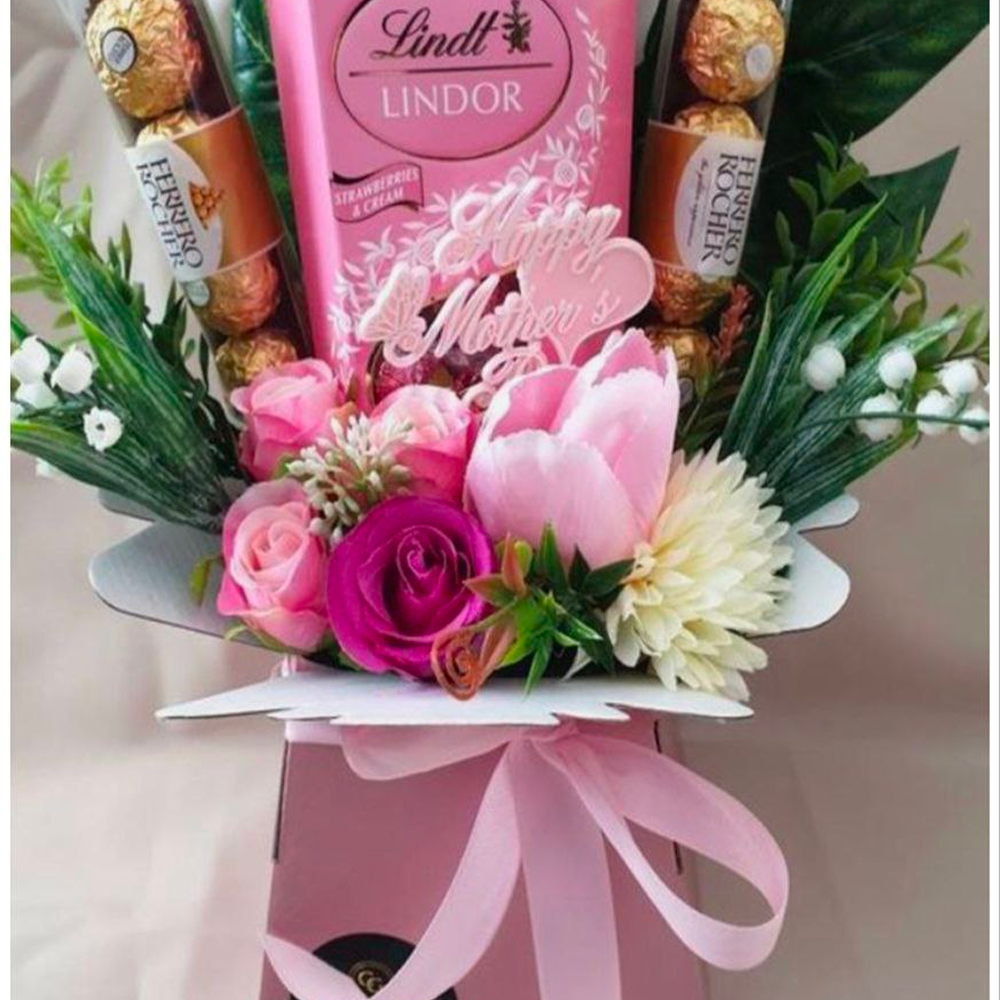 Lindt
LINDOR
STRAWBERRIES
& CREAM
FERRERO
ROCHER
FERRERO
ROCHER
Happy
Mother's